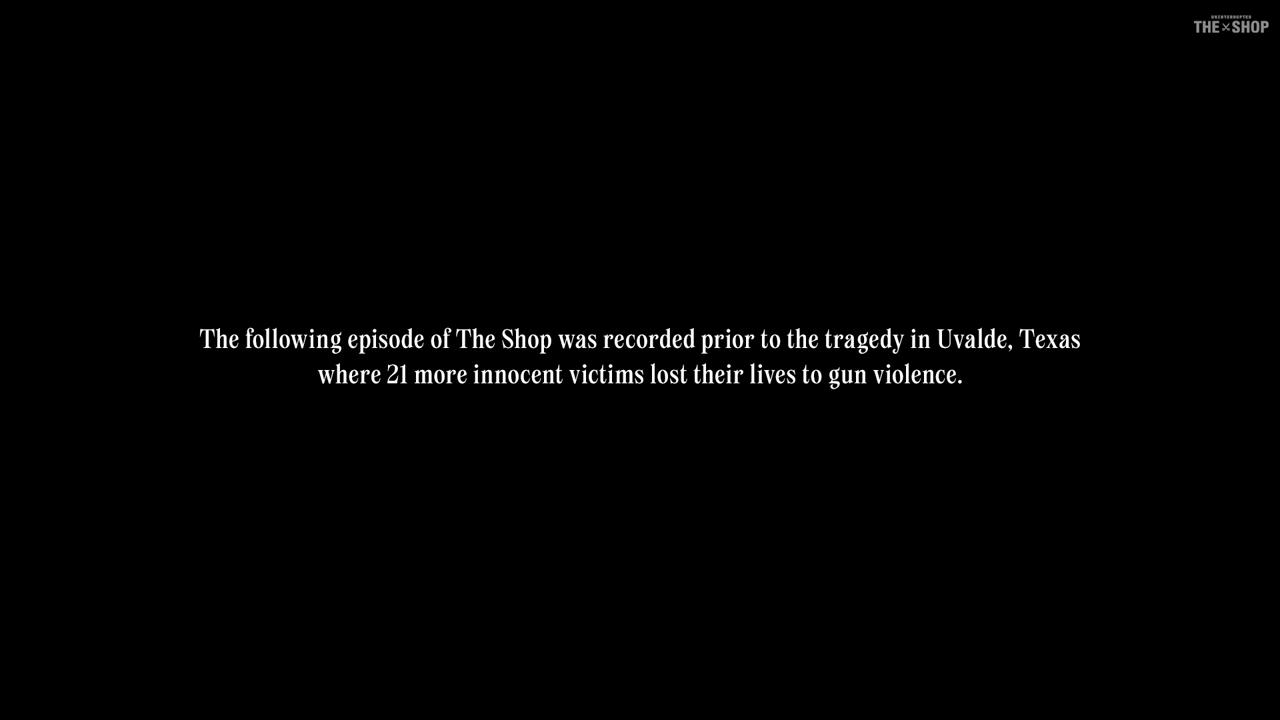 UNINTERRUPTED
THE SHOP
The following episode of The Shop was recorded prior to the tragedy in Uvalde, Texas
where 21 more innocent victims lost their lives to gun violence.